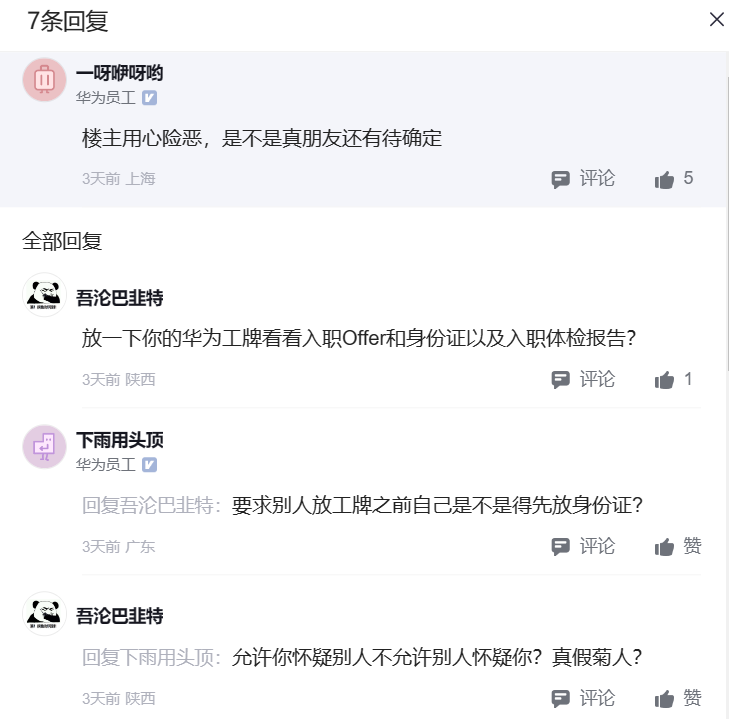 7条回复
一呀咿呀哟
华为员工
楼主用心险恶，是不是真朋友还有待确定
3天前 上海
评论 5
全部回复
吾沦巴韭特
放一下你的华为工牌看看入职Offer和身份证以及入职体检报告？
3天前 陕西
评论 1
下雨用头顶
华为员工
回复吾沦巴韭特：要求别人放工牌之前自己是不是得先放身份证？
3天前 广东
评论 赞
吾沦巴韭特
回复下雨用头顶：允许你怀疑别人不允许别人怀疑你？真假菊人？
3天前 陕西
评论 赞